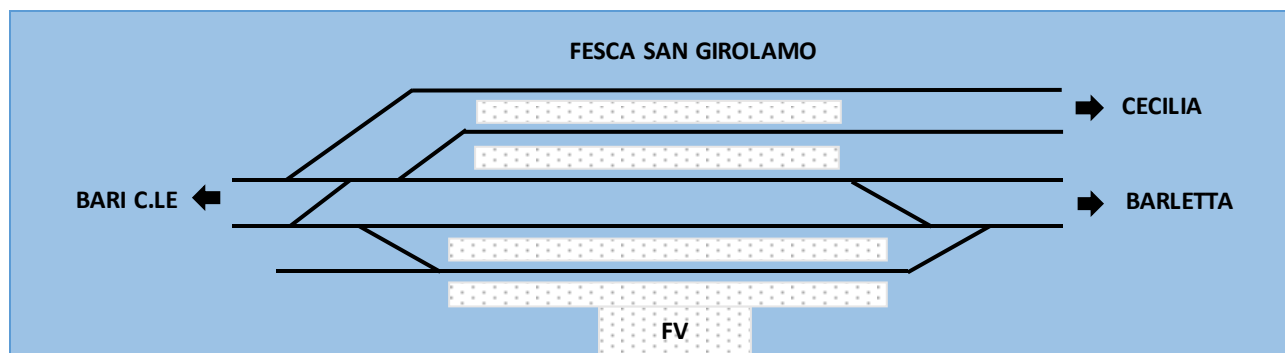 FESCA SAN GIROLAMO
CECILIA
BARI C.LE
BARLETTA
FV